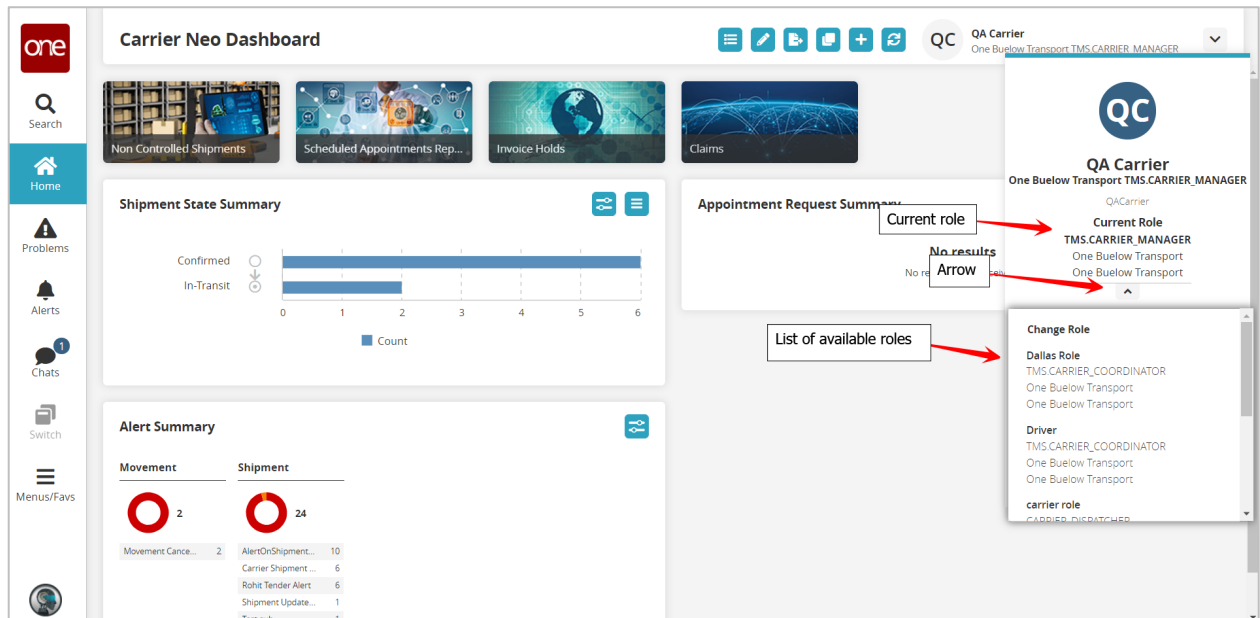 one
Carrier Neo Dashboard
QC
QA Carrier
One Buelow Transport TMS.CARRIER_MANAGER
Search
Home
Problems
Alerts
1
Chats
Switch
Menus/Favs
Non Controlled Shipments
Scheduled Appointments Rep...
Invoice Holds
Claims
Shipment State Summary
Confirmed
In-Transit
0 1 2 3 4 5 6
Count
Appointment Request Summary
No results
No re
Current role
Arrow
List of available roles
QC
QA Carrier
One Buelow Transport TMS.CARRIER_MANAGER
QACarrier
Current Role
TMS.CARRIER_MANAGER
One Buelow Transport
One Buelow Transport
Change Role
Dallas Role
TMS.CARRIER_COORDINATOR
One Buelow Transport
One Buelow Transport
Driver
TMS.CARRIER_COORDINATOR
One Buelow Transport
One Buelow Transport
carrier role
CARRIER_DISPATCHER
Alert Summary
Movement
2
Movement Cance... 2
Shipment
24
AlertOnShipment... 10
Carrier Shipment ... 6
Rohit Tender Alert 6
Shipment Update... 1